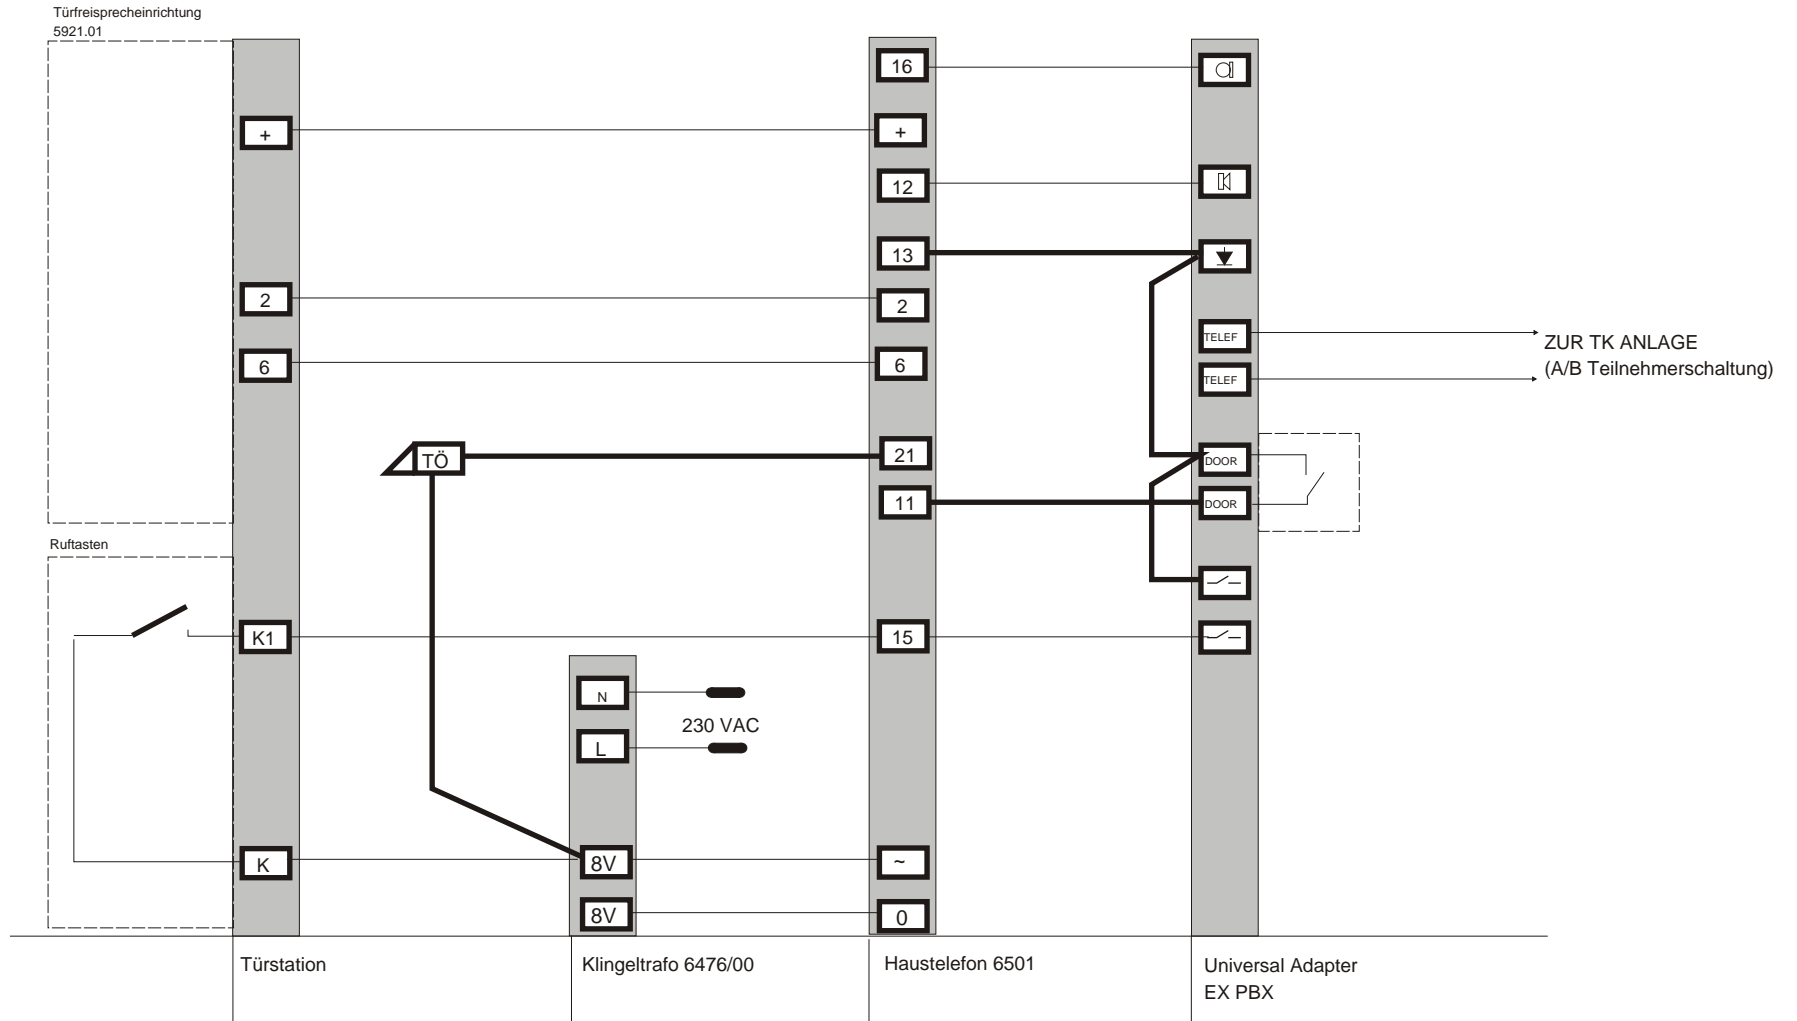 Türfreisprecheinrichtung
5921.01
16
+
+
12
13
2
2
TELEF
ZUR TK ANLAGE
6
6
TELEF
(A/B Teilnehmerschaltung)
TÖ
21
DOOR
11
DOOR
Ruftasten
K1
15
N
230 VAC
L
K
8V
~
8V
0
Türstation
Klingeltrafo 6476/00
Haustelefon 6501
Universal Adapter
EX PBX